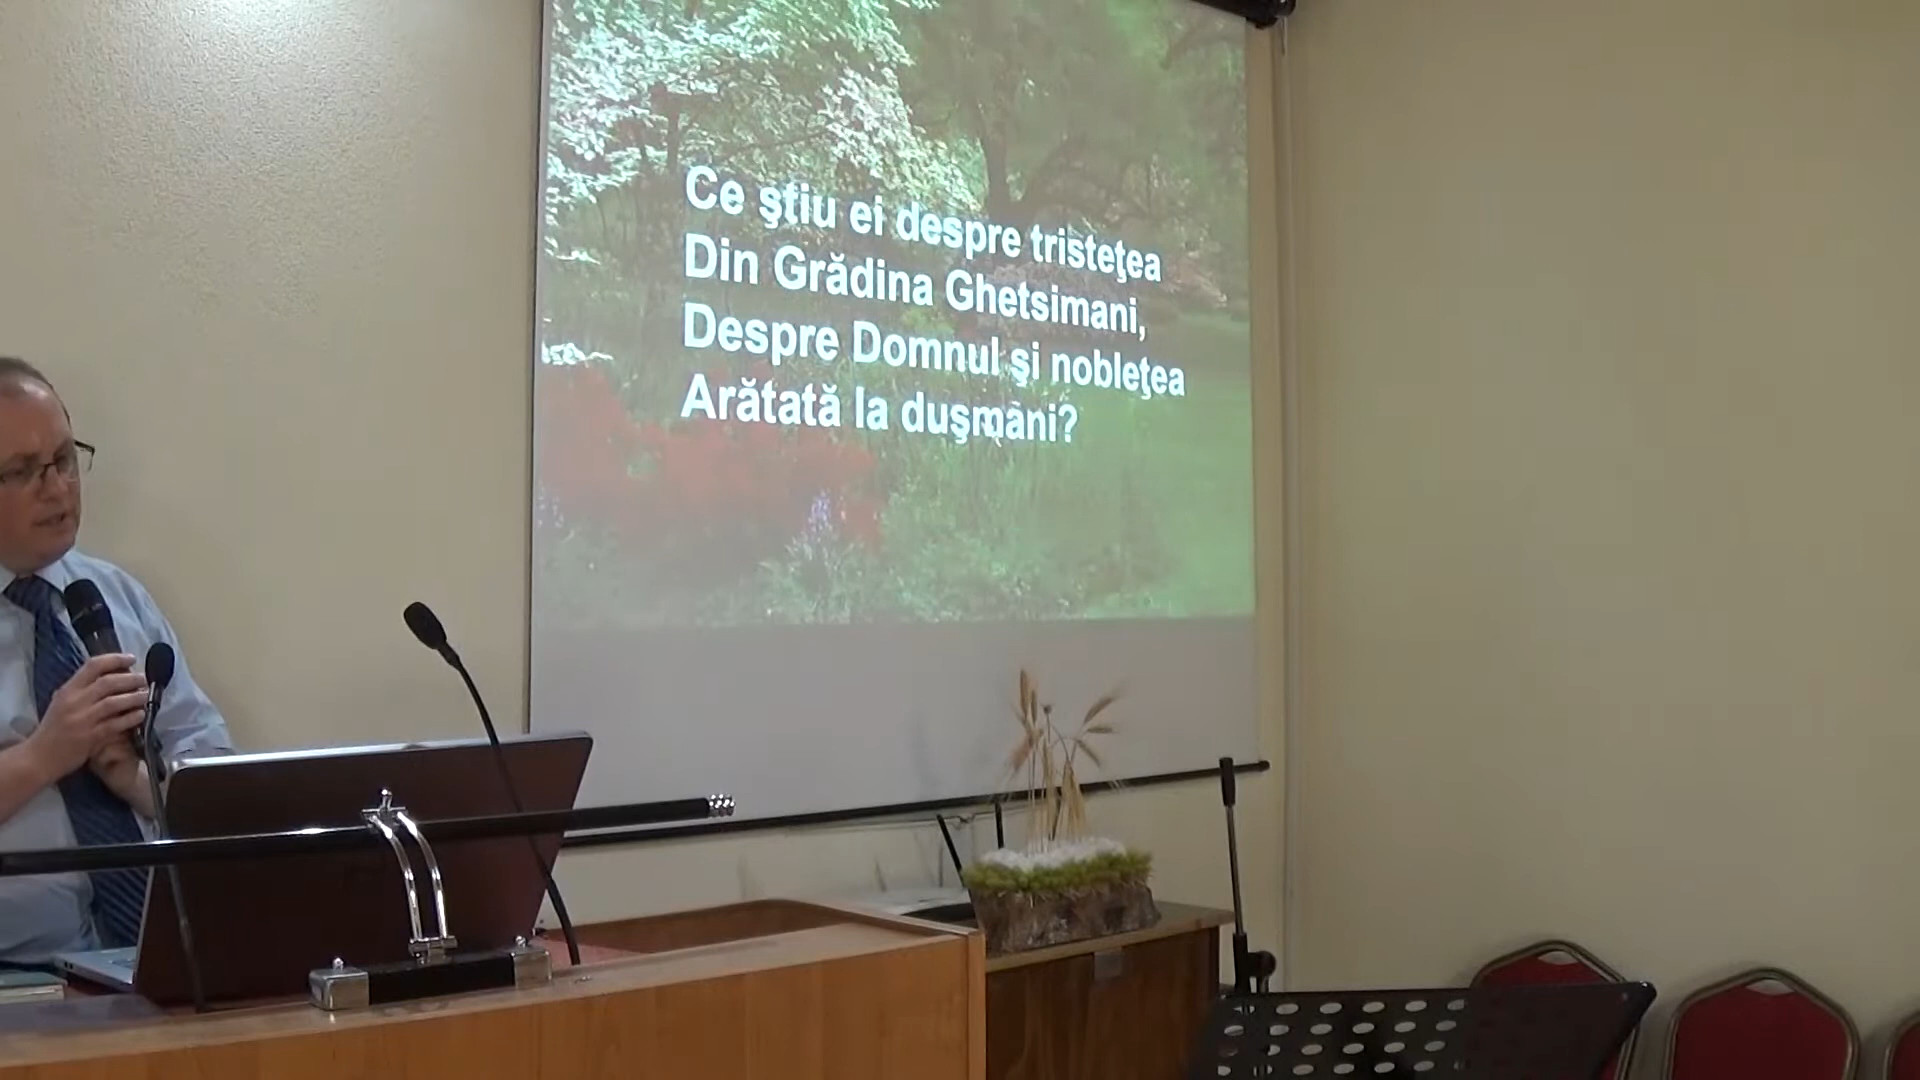 Ce ştiu ei despre tristeţea
Din Grădina Ghetsimani,
Despre Domnul şi nobleţea
Arătată la duşmani?